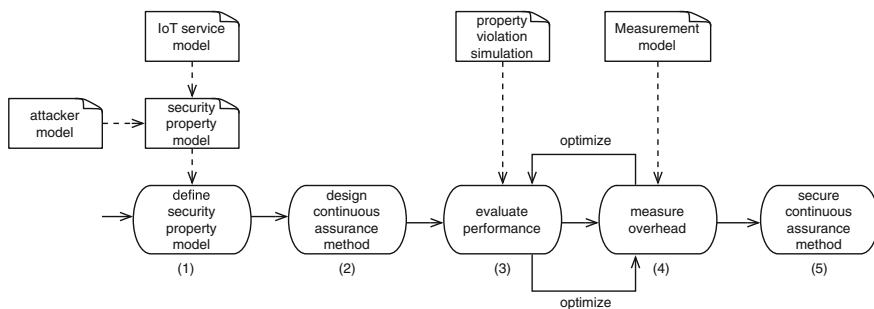 IoT service
model
property
violation
simulation
Measurement
model
attacker
model
security
property
model
optimize
define
security
property
model
design
continuous
assurance
method
evaluate
performance
measure
overhead
secure
continuous
assurance
method
(1)
(2)
(3)
(4)
(5)
optimize